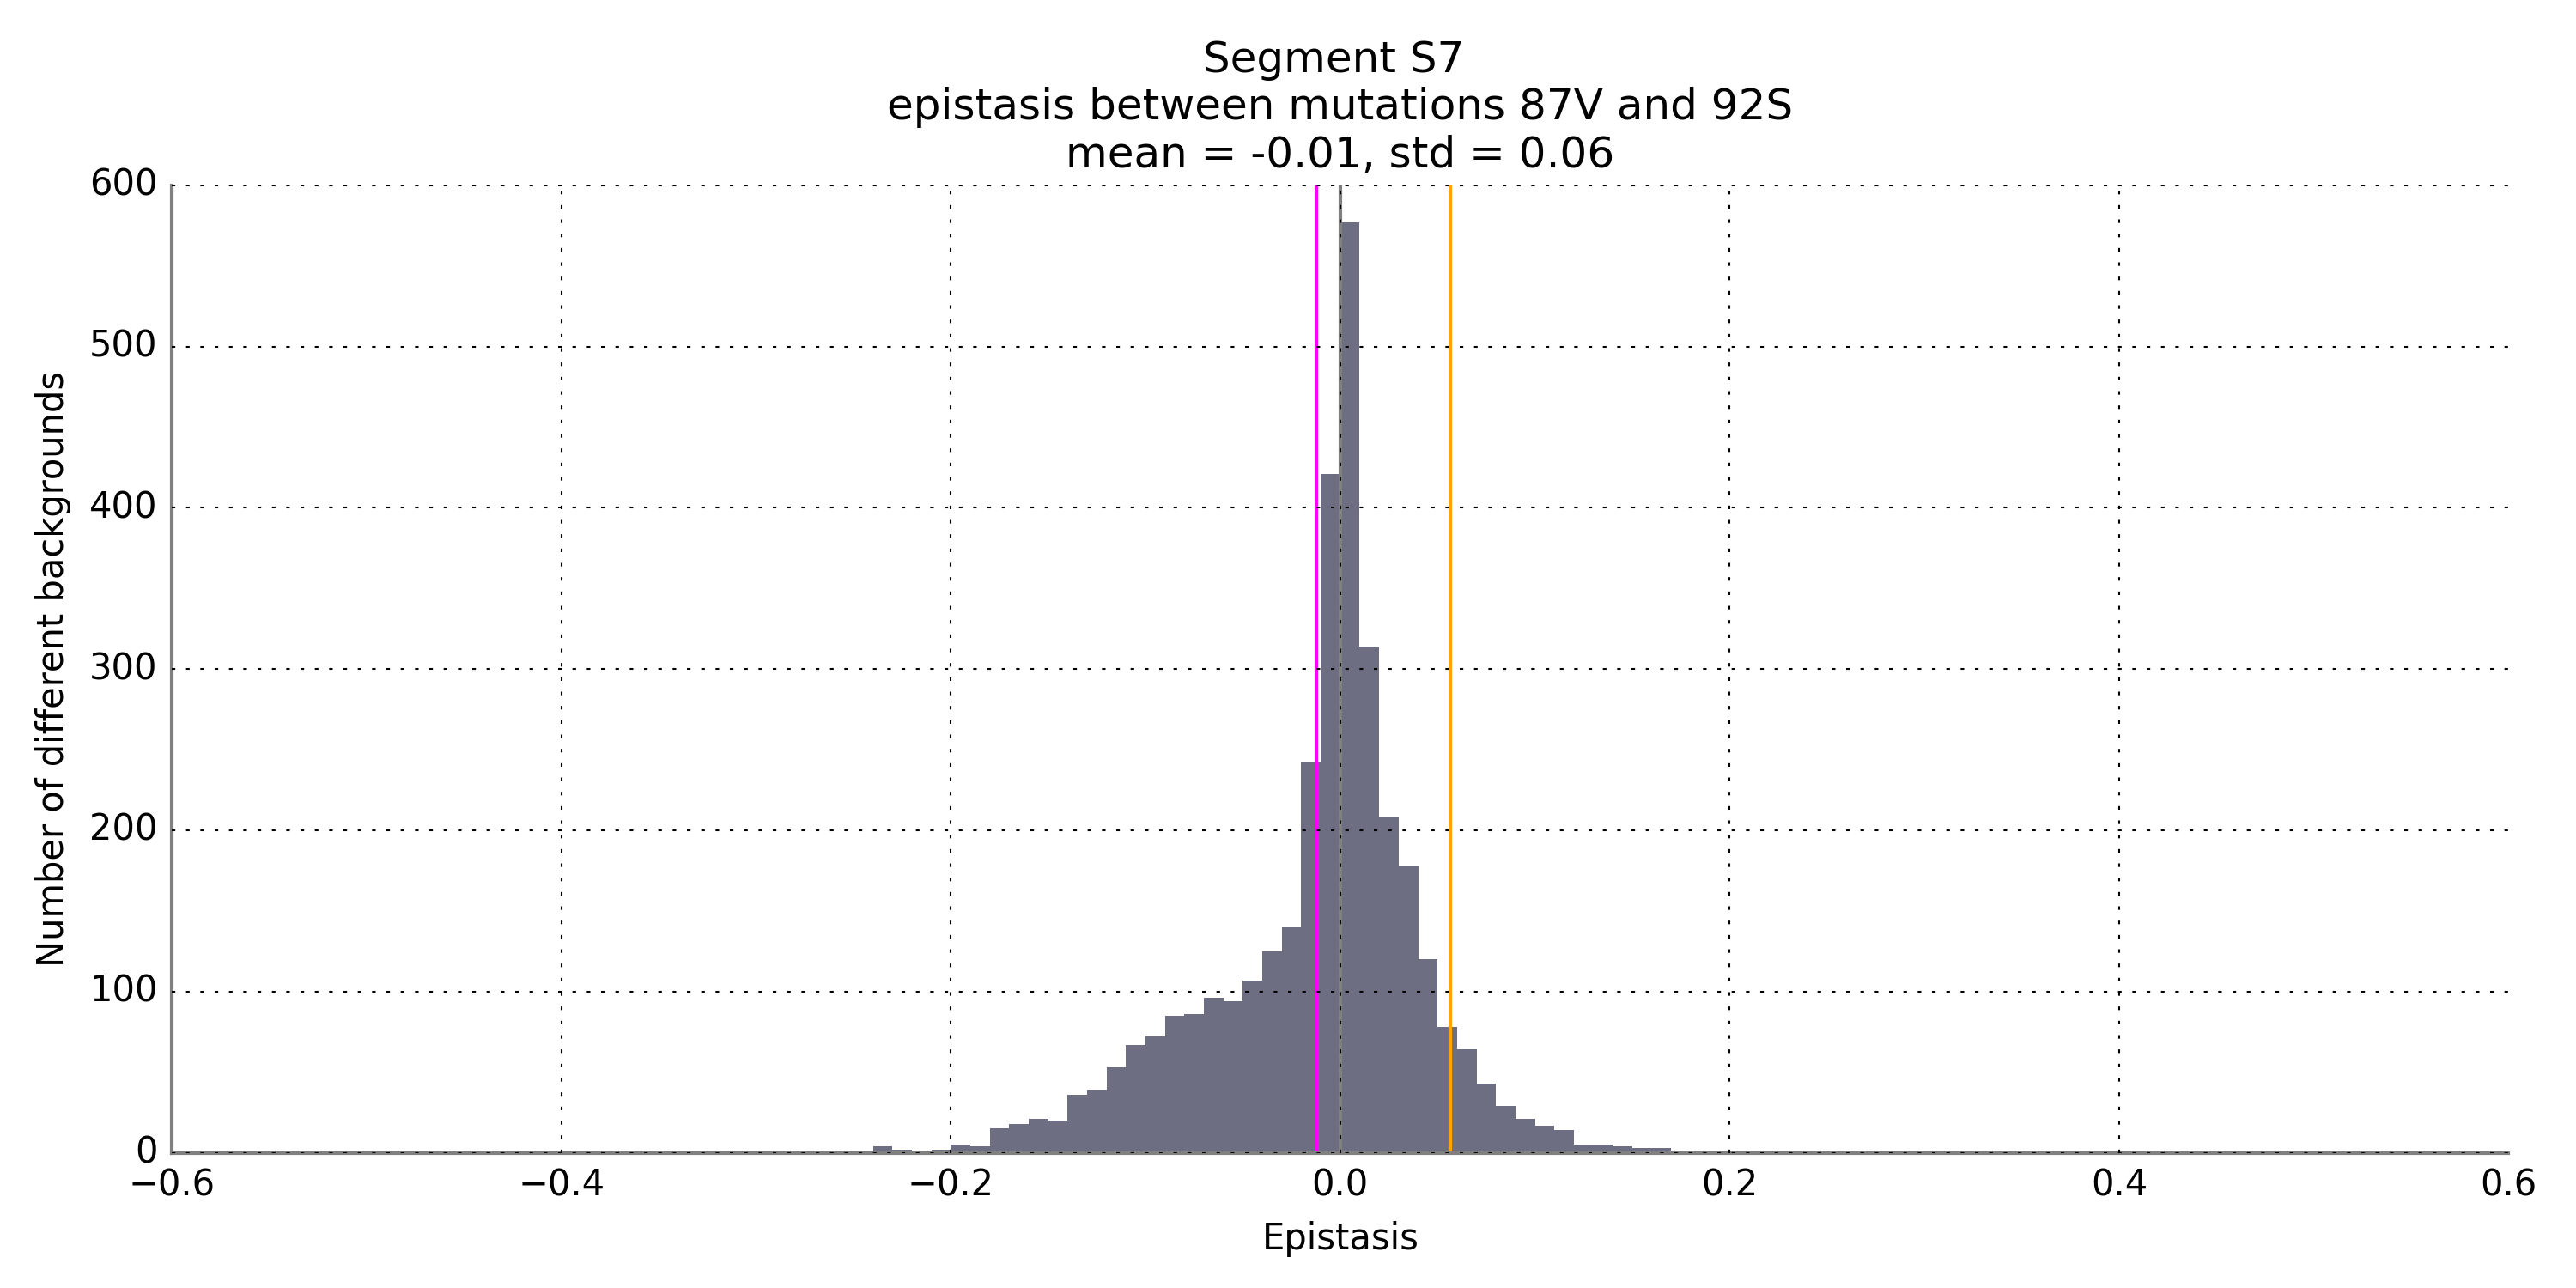 Segment S7
epistasis between mutations 87V and 92S
mean = -0.01, std = 0.06
600
500
400
300
200
100
0
Number of different backgrounds
−0.6 −0.4 −0.2 0.0 0.2 0.4 0.6
Epistasis